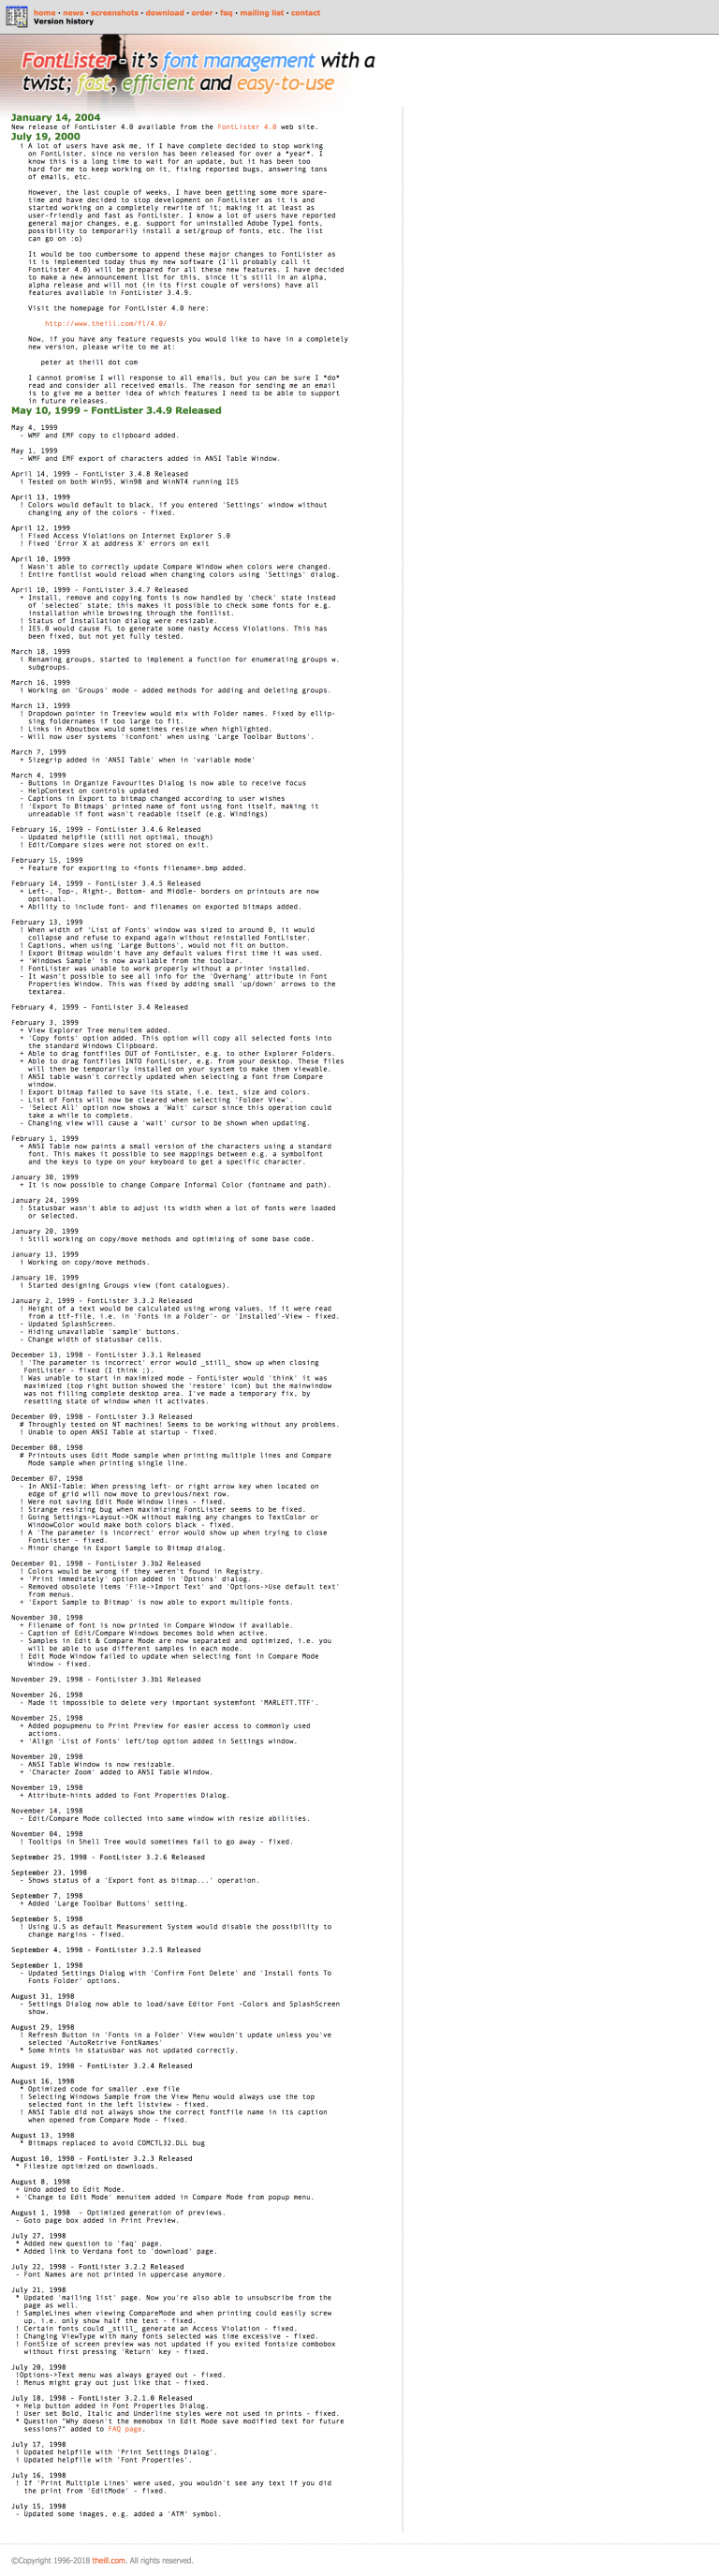 home • news • screenshots • download • order • faq • mailing list • contact
Version history
FontLister - it's font management with a
twist; fast, efficient and easy-to-use
January 14, 2004
New release of FontLister 4.0 available from the FontLister 4.0 web site.
July 19, 2000
i A lot of users have ask me, if I have complete decided to stop working
on FontLister, since no version has been released for over a *year*. I
know this is a long time to wait for an update, but it has been too
hard for me to keep working on it, fixing reported bugs, answering tons
of emails, etc.
However, the last couple of weeks, I have been getting some more spare-
time and have decided to stop development on FontLister as it is and
started working on a completely rewrite of it; making it at least as
user-friendly and fast as FontLister. I know a lot of users have reported
general major changes, e.g. support for uninstalled Adobe Type1 fonts,
possibility to temporarily install a set/group of fonts, etc. The list
can go on :o)
It would be too cumbersome to append these major changes to FontLister as
it is implemented today thus my new software (I'll probably call it
FontLister 4.0) will be prepared for all these new features. I have decided
to make a new announcement list for this, since it's still in an alpha,
alpha release and will not (in its first couple of versions) have all
features available in FontLister 3.4.9.
Visit the homepage for FontLister 4.0 here:
http://www.theill.com/fl/4.0/
Now, if you have any feature requests you would like to have in a completely
new version, please write to me at:
peter at theill dot com
I cannot promise I will response to all emails, but you can be sure I *do*
read and consider all received emails. The reason for sending me an email
is to give me a better idea of which features I need to be able to support
in future releases.
May 10, 1999 - FontLister 3.4.9 Released
May 4, 1999
- WMF and EMF copy to clipboard added.
May 1, 1999
- WMF and EMF export of characters added in ANSI Table Window.
April 14, 1999 - FontLister 3.4.8 Released
i Tested on both Win95, Win98 and WinNT4 running IE5
April 13, 1999
! Colors would default to black, if you entered 'Settings' window without
changing any of the colors - fixed.
April 12, 1999
! Fixed Access Violations on Internet Explorer 5.0
! Fixed 'Error X at address X' errors on exit
April 10, 1999
! Wasn't able to correctly update Compare Window when colors were changed.
! Entire fontlist would reload when changing colors using 'Settings' dialog.
April 10, 1999 - FontLister 3.4.7 Released
+ Install, remove and copying fonts is now handled by 'check' state instead
of 'selected' state; this makes it possible to check some fonts for e.g.
installation while browsing through the fontlist.
! Status of Installation dialog were resizable.
! IE5.0 would cause FL to generate some nasty Access Violations. This has
been fixed, but not yet fully tested.
March 18, 1999
i Renaming groups, started to implement a function for enumerating groups w.
subgroups.
March 16, 1999
i Working on 'Groups' mode - added methods for adding and deleting groups.
March 13, 1999
! Dropdown pointer in Treeview would mix with Folder names. Fixed by ellip-
sing foldernames if too large to fit.
! Links in Aboutbox would sometimes resize when highlighted.
- Will now user systems 'iconfont' when using 'Large Toolbar Buttons'.
March 7, 1999
+ Sizegrip added in 'ANSI Table' when in 'variable mode'
March 4, 1999
- Buttons in Organize Favourites Dialog is now able to receive focus
- HelpContext on controls updated
- Captions in Export to bitmap changed according to user wishes
! 'Export To Bitmaps' printed name of font using font itself, making it
unreadable if font wasn't readable itself (e.g. Windings)
February 16, 1999 - FontLister 3.4.6 Released
- Updated helpfile (still not optimal, though)
! Edit/Compare sizes were not stored on exit.
February 15, 1999
+ Feature for exporting to <fonts filename>.bmp added.
February 14, 1999 - FontLister 3.4.5 Released
+ Left-, Top-, Right-, Bottom- and Middle- borders on printouts are now
optional.
+ Ability to include font- and filenames on exported bitmaps added.
February 13, 1999
! When width of 'List of Fonts' window was sized to around 0, it would
collapse and refuse to expand again without reinstalled FontLister.
! Captions, when using 'Large Buttons', would not fit on button.
! Export Bitmap wouldn't have any default values first time it was used.
+ 'Windows Sample' is now available from the toolbar.
! FontLister was unable to work properly without a printer installed.
- It wasn't possible to see all info for the 'Overhang' attribute in Font
Properties Window. This was fixed by adding small 'up/down' arrows to the
textarea.
February 4, 1999 - FontLister 3.4 Released
February 3, 1999
+ View Explorer Tree menuitem added.
+ 'Copy fonts' option added. This option will copy all selected fonts into
the standard Windows Clipboard.
+ Able to drag fontfiles OUT of FontLister, e.g. to other Explorer Folders.
+ Able to drag fontfiles INTO FontLister, e.g. from your desktop. These files
will then be temporarily installed on your system to make them viewable.
! ANSI table wasn't correctly updated when selecting a font from Compare
window.
! Export bitmap failed to save its state, i.e. text, size and colors.
- List of Fonts will now be cleared when selecting 'Folder View'.
- 'Select All' option now shows a 'Wait' cursor since this operation could
take a while to complete.
- Changing view will cause a 'wait' cursor to be shown when updating.
February 1, 1999
+ ANSI Table now paints a small version of the characters using a standard
font. This makes it possible to see mappings between e.g. a symbolfont
and the keys to type on your keyboard to get a specific character.
January 30, 1999
+ It is now possible to change Compare Informal Color (fontname and path).
January 24, 1999
! Statusbar wasn't able to adjust its width when a lot of fonts were loaded
or selected.
January 20, 1999
i Still working on copy/move methods and optimizing of some base code.
January 13, 1999
i Working on copy/move methods.
January 10, 1999
i Started designing Groups view (font catalogues).
January 2, 1999 - FontLister 3.3.2 Released
! Height of a text would be calculated using wrong values, if it were read
from a ttf-file, i.e. in 'Fonts in a Folder'- or 'Installed'-View - fixed.
- Updated SplashScreen.
- Hiding unavailable 'sample' buttons.
- Change width of statusbar cells.
December 13, 1998 - FontLister 3.3.1 Released
! 'The parameter is incorrect' error would _still_ show up when closing
FontLister - fixed (I think ;).
! Was unable to start in maximized mode - FontLister would 'think' it was
maximized (top right button showed the 'restore' icon) but the mainwindow
was not filling complete desktop area. I've made a temporary fix, by
resetting state of window when it activates.
December 09, 1998 - FontLister 3.3 Released
# Throughly tested on NT machines! Seems to be working without any problems.
! Unable to open ANSI Table at startup - fixed.
December 08, 1998
# Printouts uses Edit Mode sample when printing multiple lines and Compare
Mode sample when printing single line.
December 07, 1998
- In ANSI-Table: When pressing left- or right arrow key when located on
edge of grid will now move to previous/next row.
! Were not saving Edit Mode Window lines - fixed.
! Strange resizing bug when maximizing FontLister seems to be fixed.
! Going Settings->Layout->OK without making any changes to TextColor or
WindowColor would make both colors black - fixed.
! A 'The parameter is incorrect' error would show up when trying to close
FontLister - fixed.
- Minor change in Export Sample to Bitmap dialog.
December 01, 1998 - FontLister 3.3b2 Released
! Colors would be wrong if they weren't found in Registry.
+ 'Print immediately' option added in 'Options' dialog.
- Removed obsolete items 'File->Import Text' and 'Options->Use default text'
from menus.
+ 'Export Sample to Bitmap' is now able to export multiple fonts.
November 30, 1998
+ Filename of font is now printed in Compare Window if available.
- Caption of Edit/Compare Windows becomes bold when active.
- Samples in Edit & Compare Mode are now separated and optimized, i.e. you
will be able to use different samples in each mode.
! Edit Mode Window failed to update when selecting font in Compare Mode
Window - fixed.
November 29, 1998 - FontLister 3.3b1 Released
November 26, 1998
- Made it impossible to delete very important systemfont 'MARLETT.TTF'.
November 25, 1998
+ Added popupmenu to Print Preview for easier access to commonly used
actions.
+ 'Align 'List of Fonts' left/top option added in Settings window.
November 20, 1998
- ANSI Table Window is now resizable.
+ 'Character Zoom' added to ANSI Table Window.
November 19, 1998
+ Attribute-hints added to Font Properties Dialog.
November 14, 1998
- Edit/Compare Mode collected into same window with resize abilities.
November 04, 1998
! Tooltips in Shell Tree would sometimes fail to go away - fixed.
September 25, 1998 - FontLister 3.2.6 Released
September 23, 1998
- Shows status of a 'Export font as bitmap...' operation.
September 7, 1998
+ Added 'Large Toolbar Buttons' setting.
September 5, 1998
! Using U.S as default Measurement System would disable the possibility to
change margins - fixed.
September 4, 1998 - FontLister 3.2.5 Released
September 1, 1998
- Updated Settings Dialog with 'Confirm Font Delete' and 'Install fonts To
Fonts Folder' options.
August 31, 1998
- Settings Dialog now able to load/save Editor Font -Colors and SplashScreen
show.
August 29, 1998
! Refresh Button in 'Fonts in a Folder' View wouldn't update unless you've
selected 'AutoRetrive FontNames'
* Some hints in statusbar was not updated correctly.
August 19, 1998 - FontLister 3.2.4 Released
August 16, 1998
* Optimized code for smaller .exe file
! Selecting Windows Sample from the View Menu would always use the top
selected font in the left listview - fixed.
! ANSI Table did not always show the correct fontfile name in its caption
when opened from Compare Mode - fixed.
August 13, 1998
* Bitmaps replaced to avoid COMCTL32.DLL bug
August 10, 1998 - FontLister 3.2.3 Released
* Filesize optimized on downloads.
August 8, 1998
+ Undo added to Edit Mode.
+ 'Change to Edit Mode' menuitem added in Compare Mode from popup menu.
August 1, 1998 - Optimized generation of previews.
- Goto page box added in Print Preview.
July 27, 1998
* Added new question to 'faq' page.
* Added link to Verdana font to 'download' page.
July 22, 1998 - FontLister 3.2.2 Released
- Font Names are not printed in uppercase anymore.
July 21, 1998
* Updated 'mailing list' page. Now you're also able to unsubscribe from the
page as well.
! SampleLines when viewing CompareMode and when printing could easily screw
up, i.e. only show half the text - fixed.
! Certain fonts could _still_ generate an Access Violation - fixed.
! Changing ViewType with many fonts selected was time excessive - fixed.
! FontSize of screen preview was not updated if you exited fontsize combobox
without first pressing 'Return' key - fixed.
July 20, 1998
!Options->Text menu was always grayed out - fixed.
! Menus might gray out just like that - fixed.
July 18, 1998 - FontLister 3.2.1.0 Released
+ Help button added in Font Properties Dialog.
! User set Bold, Italic and Underline styles were not used in prints - fixed.
* Question "Why doesn't the memobox in Edit Mode save modified text for future
sessions?" added to FAQ page.
July 17, 1998
i Updated helpfile with 'Print Settings Dialog'.
i Updated helpfile with 'Font Properties'.
July 16, 1998
! If 'Print Multiple Lines' were used, you wouldn't see any text if you did
the print from 'EditMode' - fixed.
July 15, 1998
- Updated some images, e.g. added a 'ATM' symbol.
©Copyright 1996-2018 theill.com. All rights reserved.